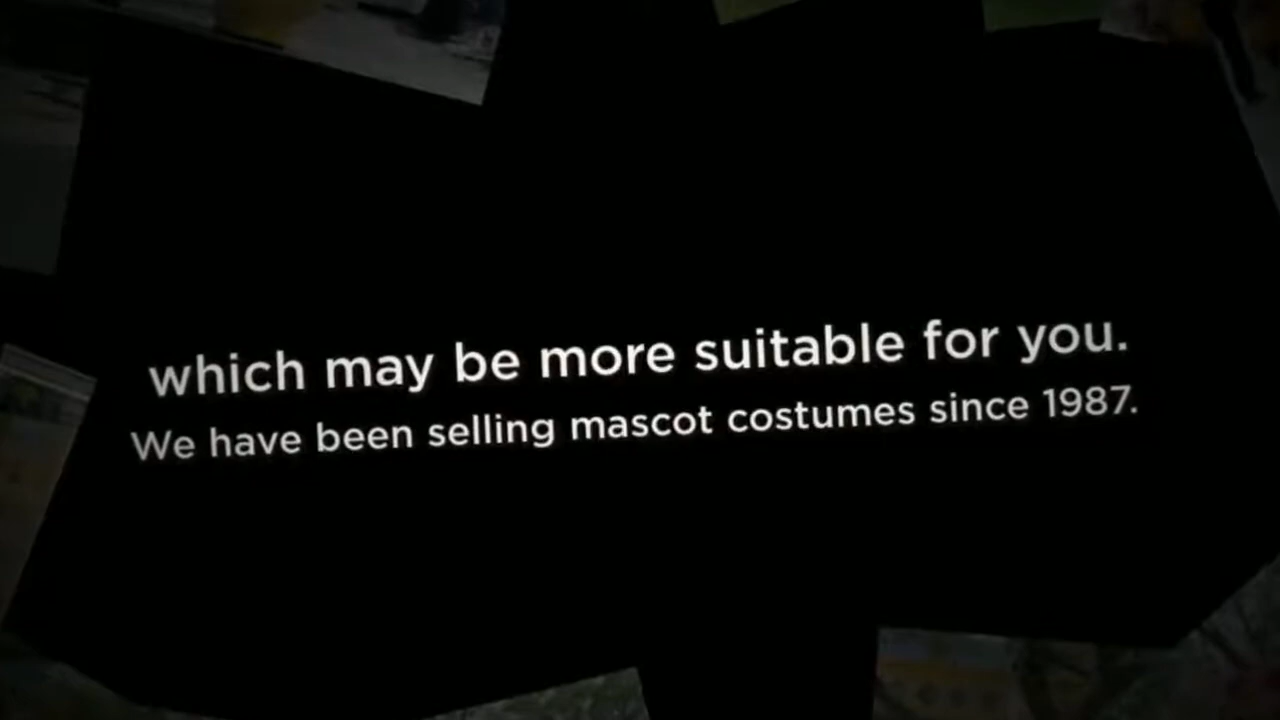 which may be more suitable for you.
We have been selling mascot costumes since 1987.